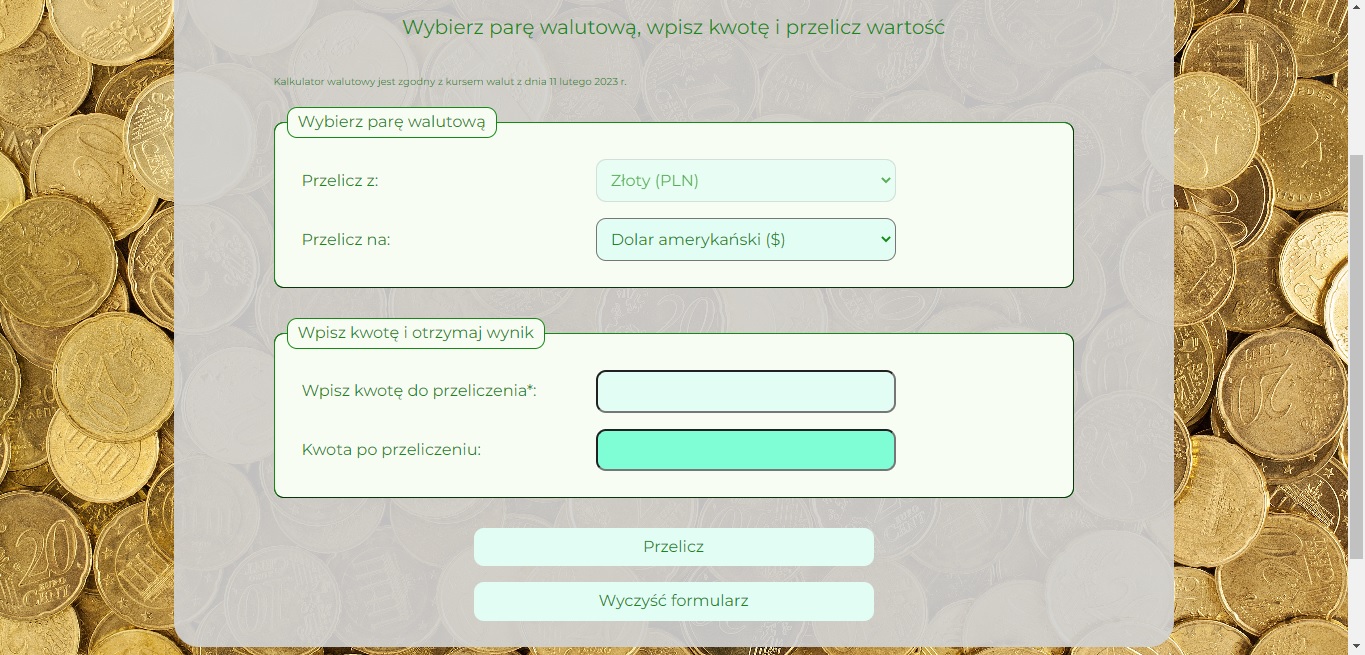 Wybierz parę walutową, wpisz kwotę i przelicz wartość
Kalkulator walutowy jest zgodny z kursem walut z dnia 11 lutego 2023 r.
Wybierz parę walutową
Przelicz z:
Złoty (PLN)
Przelicz na:
Dolar amerykański ($)
Wpisz kwotę i otrzymaj wynik
Wpisz kwotę do przeliczenia*:
Kwota po przeliczeniu:
Przelicz
Wyczyść formularz